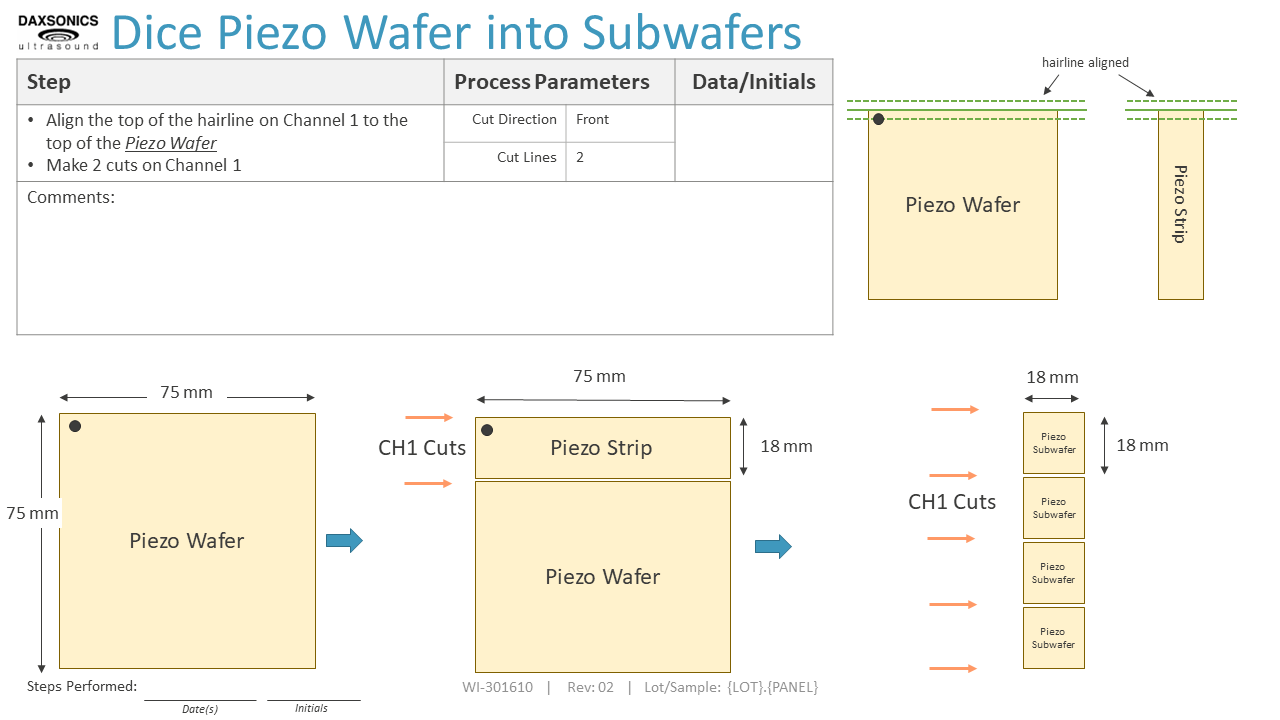 DAXSONICS
ultrasound
Dice Piezo Wafer into Subwafers
Step
Process Parameters
Data/Initials
• Align the top of the hairline on Channel 1 to the
top of the Piezo Wafer
• Make 2 cuts on Channel 1
Cut Direction
Front
Cut Lines
2
Comments:
hairline aligned
Piezo Wafer
Piezo Strip
75 mm
75 mm
Piezo Wafer
75 mm
CH1 Cuts
Piezo Strip
18 mm
Piezo Wafer
18 mm
CH1 Cuts
Piezo
Subwafer
18 mm
Piezo
Subwafer
Piezo
Subwafer
Piezo
Subwafer
Steps Performed:
Date(s)
Initials
WI-301610 | Rev: 02 | Lot/Sample: {LOT}.{PANEL}